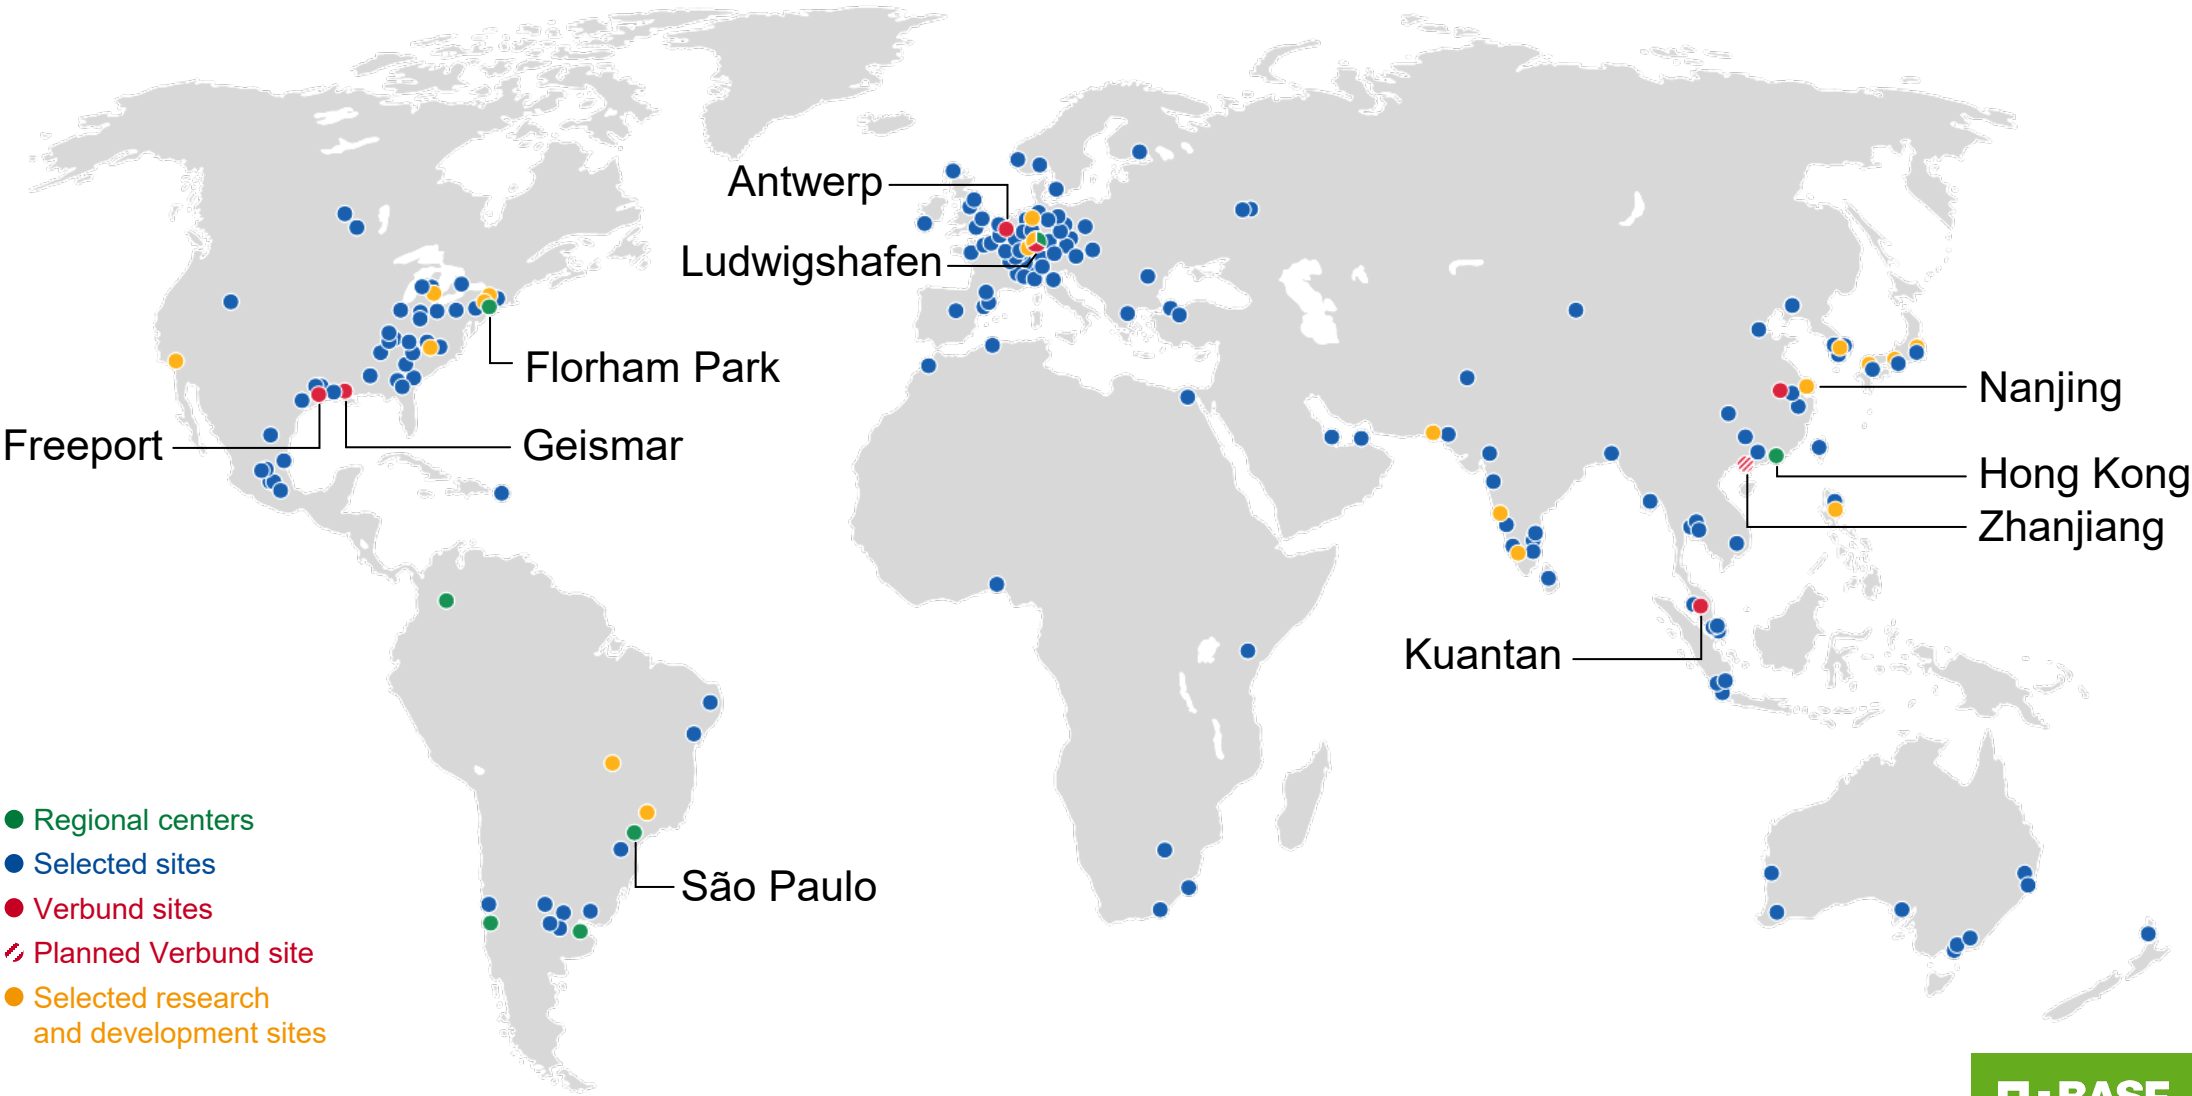 Antwerp
Ludwigshafen
Florham Park
Freeport
Geismar
Nanjing
Hong Kong
Zhanjiang
Kuantan
São Paulo
Regional centers
Selected sites
Verbund sites
Planned Verbund site
Selected research
and development sites
BASF